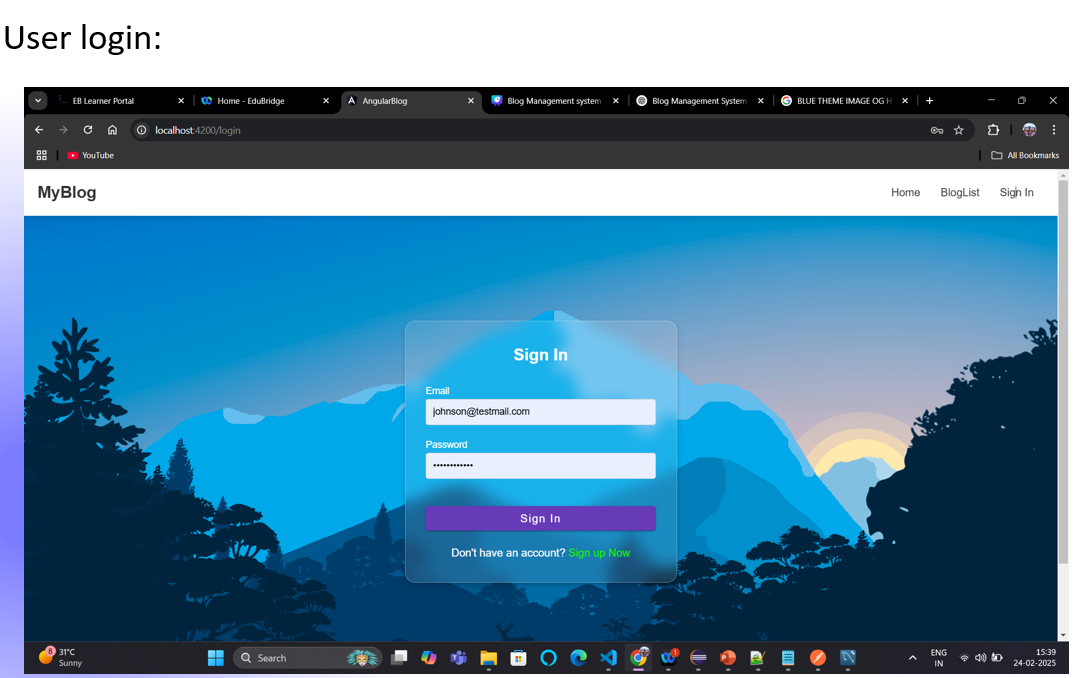 User login:
EB Learner Portal
Home - EduBridge
AngularBlog
Blog Management system
Blog Management System
BLUE THEME IMAGE OG H
localhost:4200/login
YouTube
All Bookmarks
MyBlog
Home BlogList Sign In
Sign In
Email
johnson@testmail.com
Password
••••••••••••
Sign In
Don't have an account? Sign up Now
8
31°C
Sunny
Search
1
ENG
IN
15:39
24-02-2025